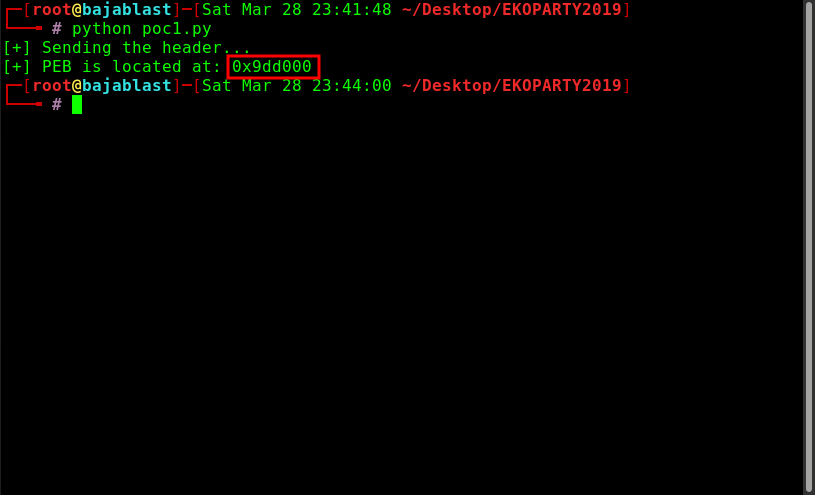 ┌─[root@bajablast]─[Sat Mar 28 23:41:48 ~/Desktop/EKOPARTY2019]
└──╼ # python poc1.py
[+] Sending the header...
[+] PEB is located at: 0x9dd000
┌─[root@bajablast]─[Sat Mar 28 23:44:00 ~/Desktop/EKOPARTY2019]
└──╼ #